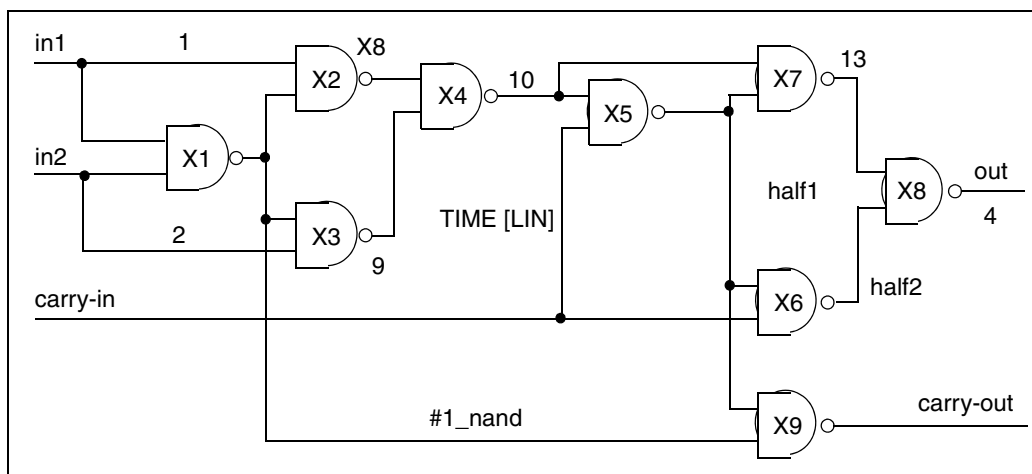 in1
1
X8
X2
X4
10
X5
X7
13
X1
in2
2
X3
9
TIME [LIN]
half1
X8
out
4
carry-in
X6
half2
#1_nand
X9
carry-out